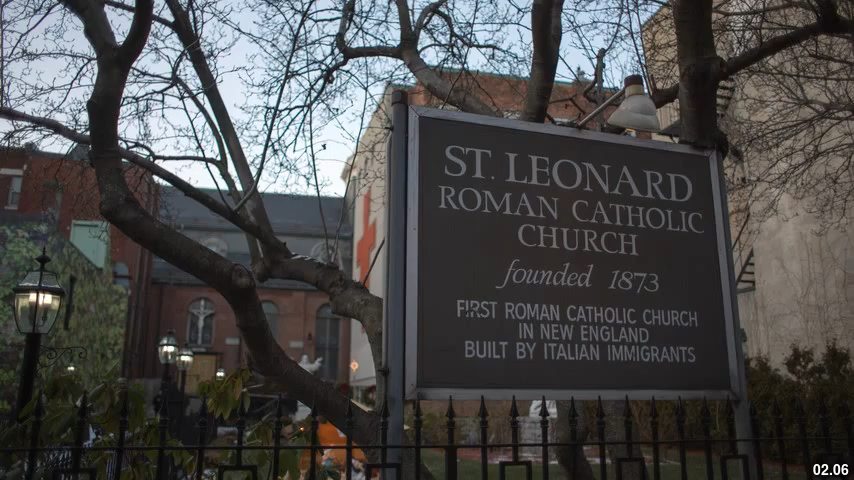 ST. LEONARD
ROMAN CATHOLIC
CHURCH
founded 1873
FIRST ROMAN CATHOLIC CHURCH
IN NEW ENGLAND
BUILT BY ITALIAN IMMIGRANTS
02.06